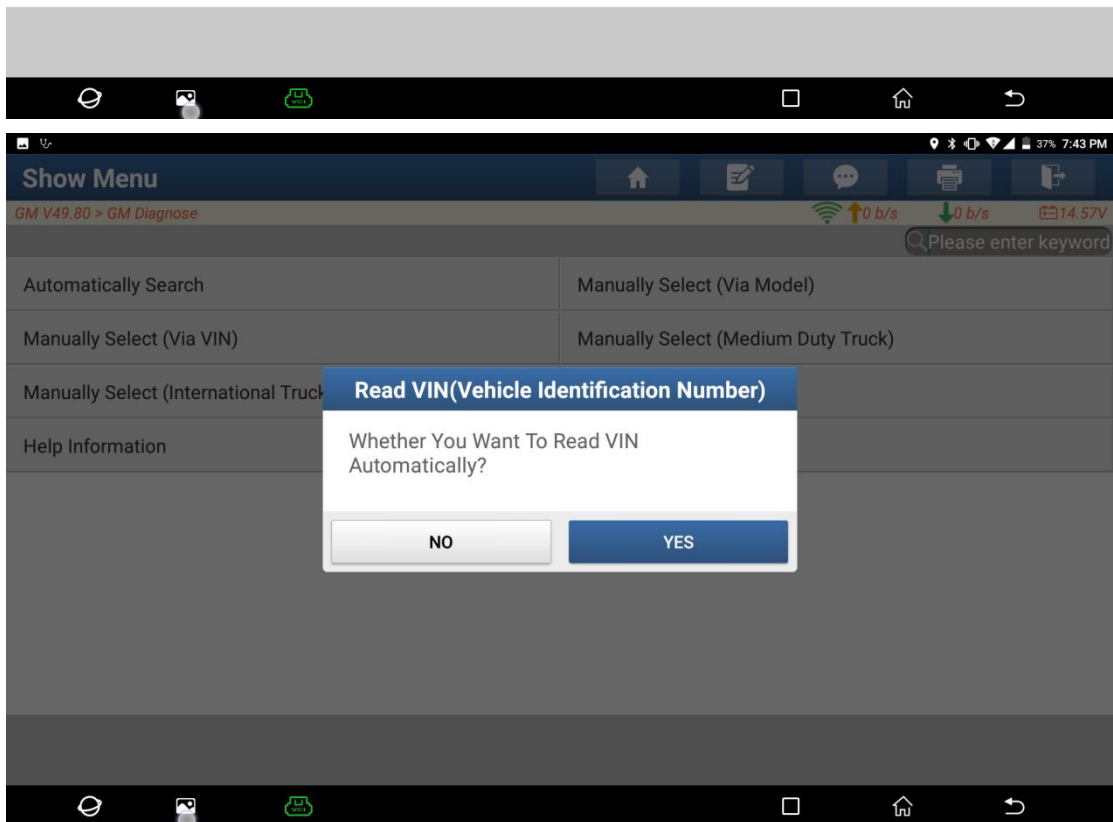 VCI
37% 7:43 PM
Show Menu
GM V49.80 > GM Diagnose
0 b/s
0 b/s
14.57V
Please enter keyword
Automatically Search
Manually Select (Via Model)
Manually Select (Via VIN)
Manually Select (Medium Duty Truck)
Manually Select (International Truck
Help Information
Read VIN(Vehicle Identification Number)
Whether You Want To Read VIN
Automatically?
NO
YES
VCI